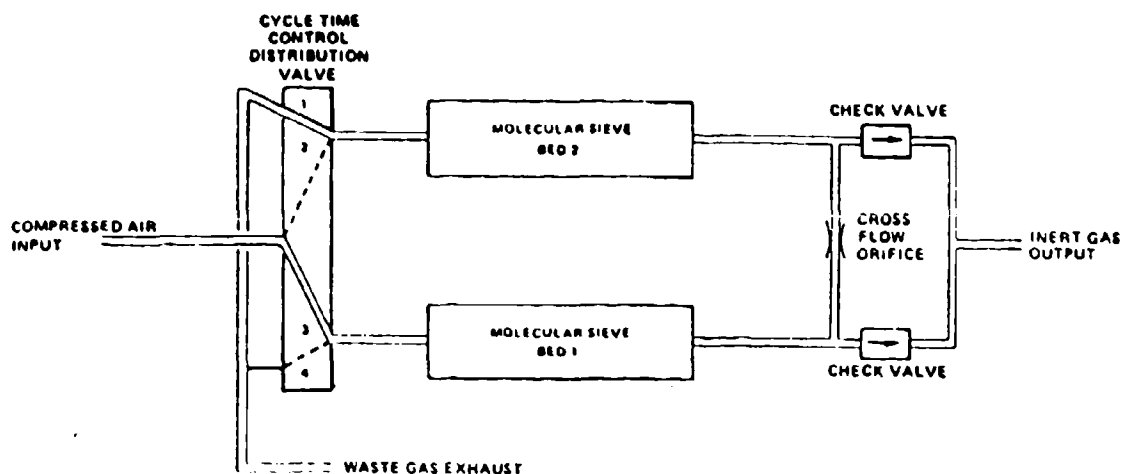 CYCLE TIME
CONTROL
DISTRIBUTION
VALVE
1
2
3
4
COMPRESSED AIR
INPUT
MOLECULAR SIEVE
BED 2
MOLECULAR SIEVE
BED 1
CHECK VALVE
CROSS
FLOW
ORIFICE
INERT GAS
OUTPUT
CHECK VALVE
WASTE GAS EXHAUST